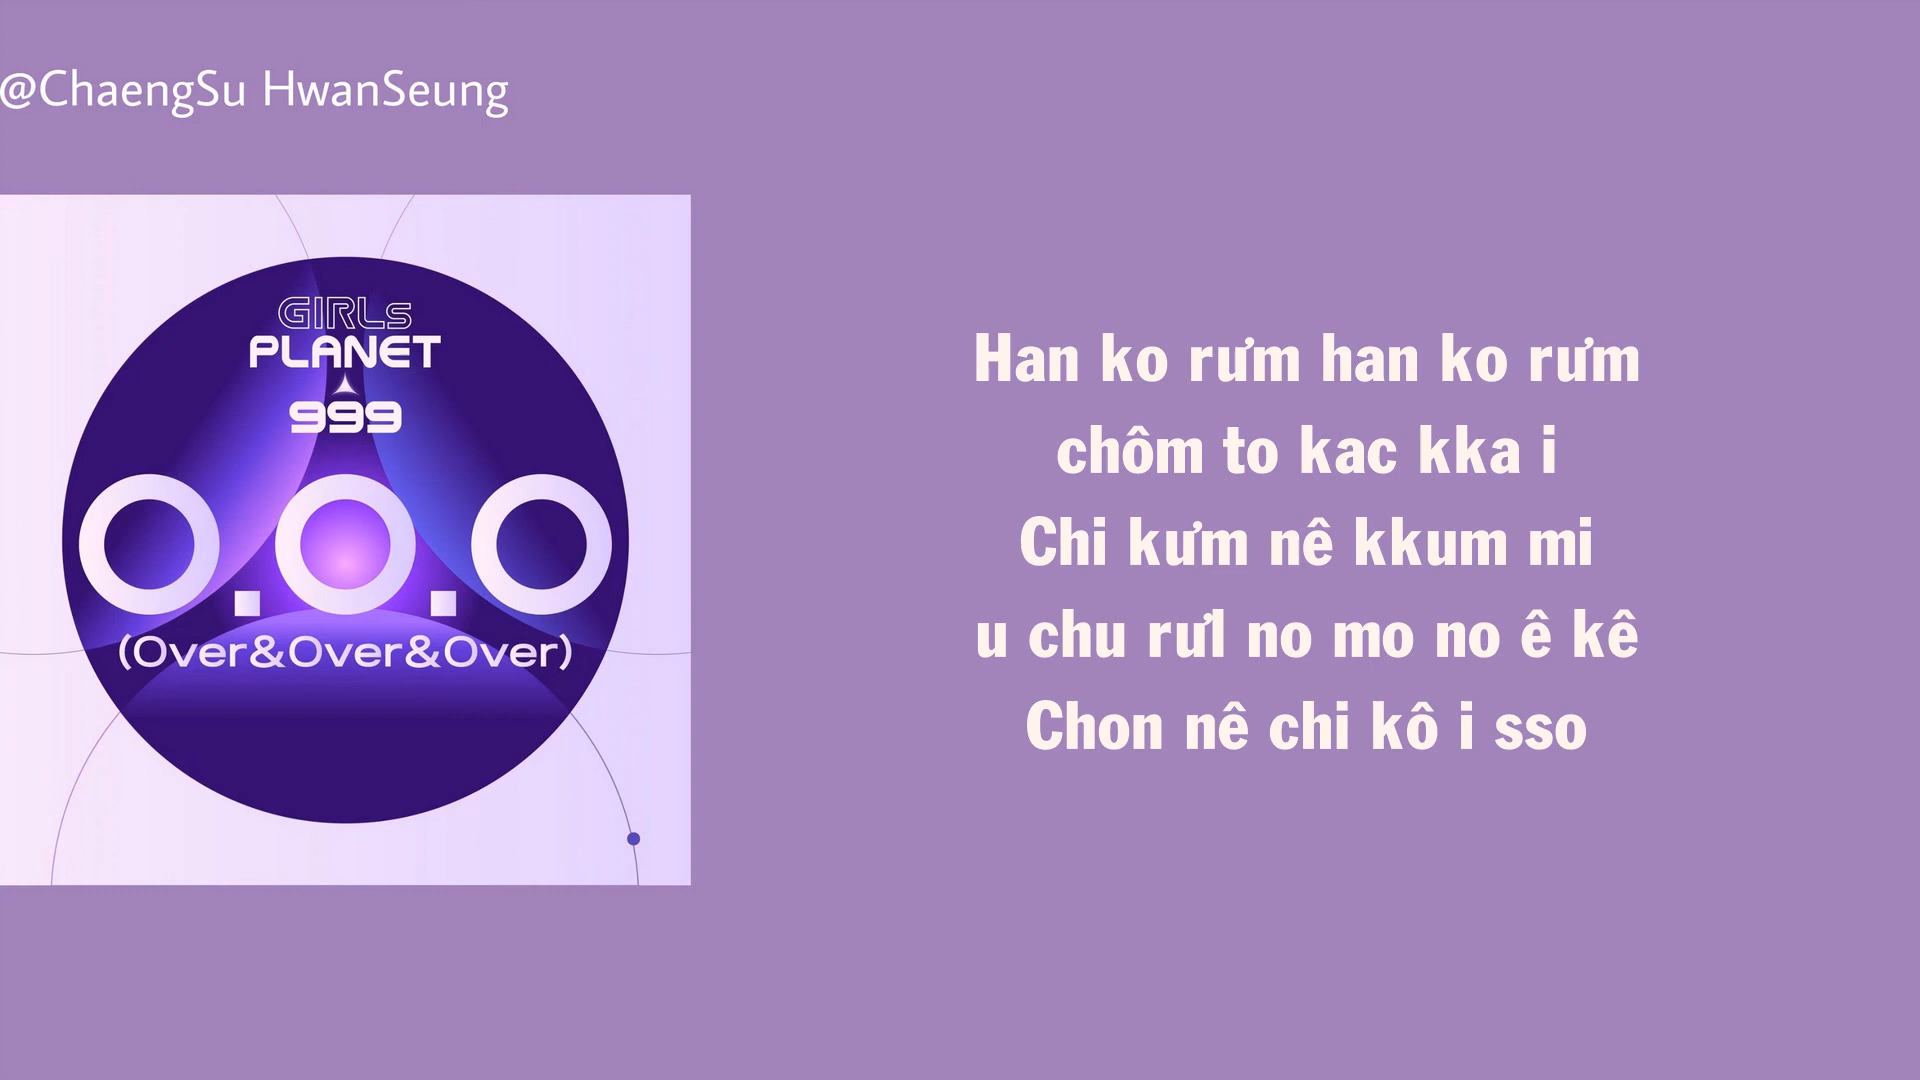 @ChaengSu HwanSeung
GIRLs
PLANET
999
O.O.O
(Over&Over&Over)
Han ko rưm han ko rưm
chôm to kac kka i
Chi kưm nê kkum mi
u chu rưl no mo no ê kê
Chon nê chi kô i sso